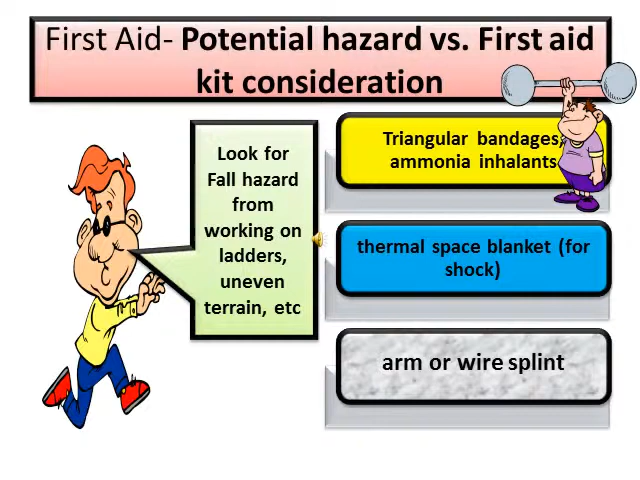 First Aid- Potential hazard vs. First aid
kit consideration
Look for
Fall hazard
from
working on
ladders,
uneven
terrain, etc
Triangular bandages,
ammonia inhalants
thermal space blanket (for
shock)
arm or wire splint